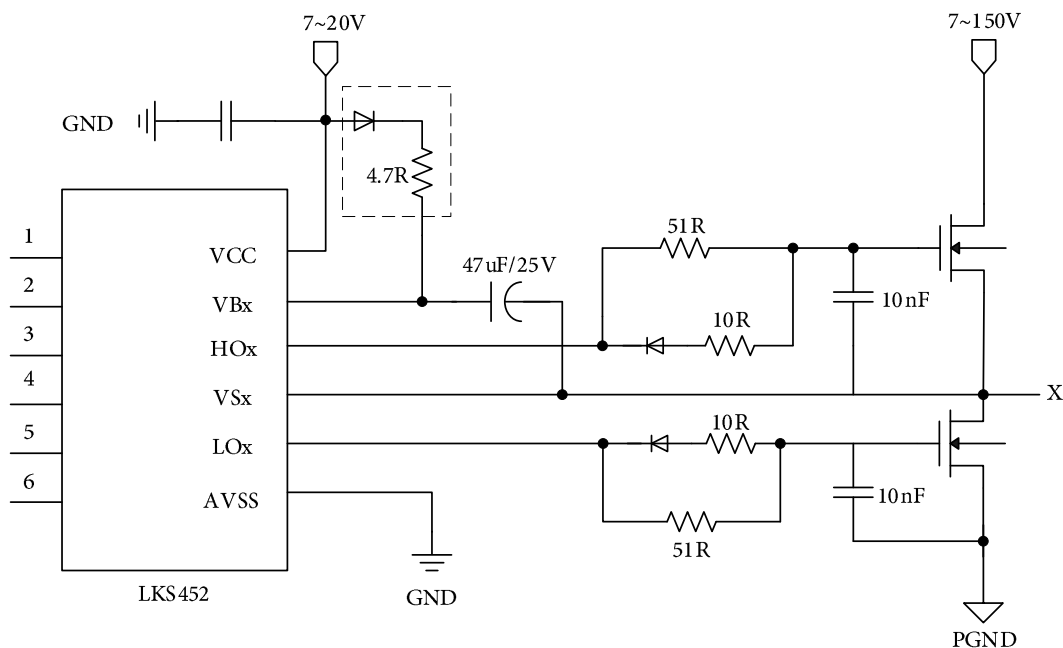 7~20V
7~150V
GND
4.7R
1
2
3
4
5
6
VCC
VBx
HOx
VSx
LOx
AVSS
47uF/25V
51R
10R
10nF
X
10R
51R
10nF
LKS452
GND
PGND